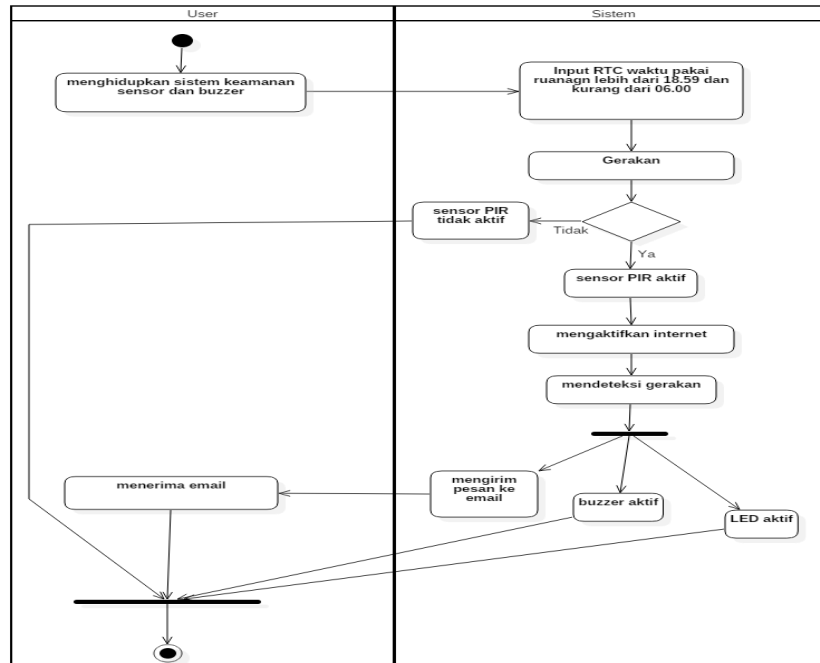 User
Sistem
menghidupkan sistem keamanan
sensor dan buzzer
Input RTC waktu pakai
ruanagn lebih dari 18.59 dan
kurang dari 06.00
Gerakan
sensor PIR
tidak aktif
Tidak
Ya
sensor PIR aktif
mengaktifkan internet
mendeteksi gerakan
menerima email
mengirim
pesan ke
email
buzzer aktif
LED aktif